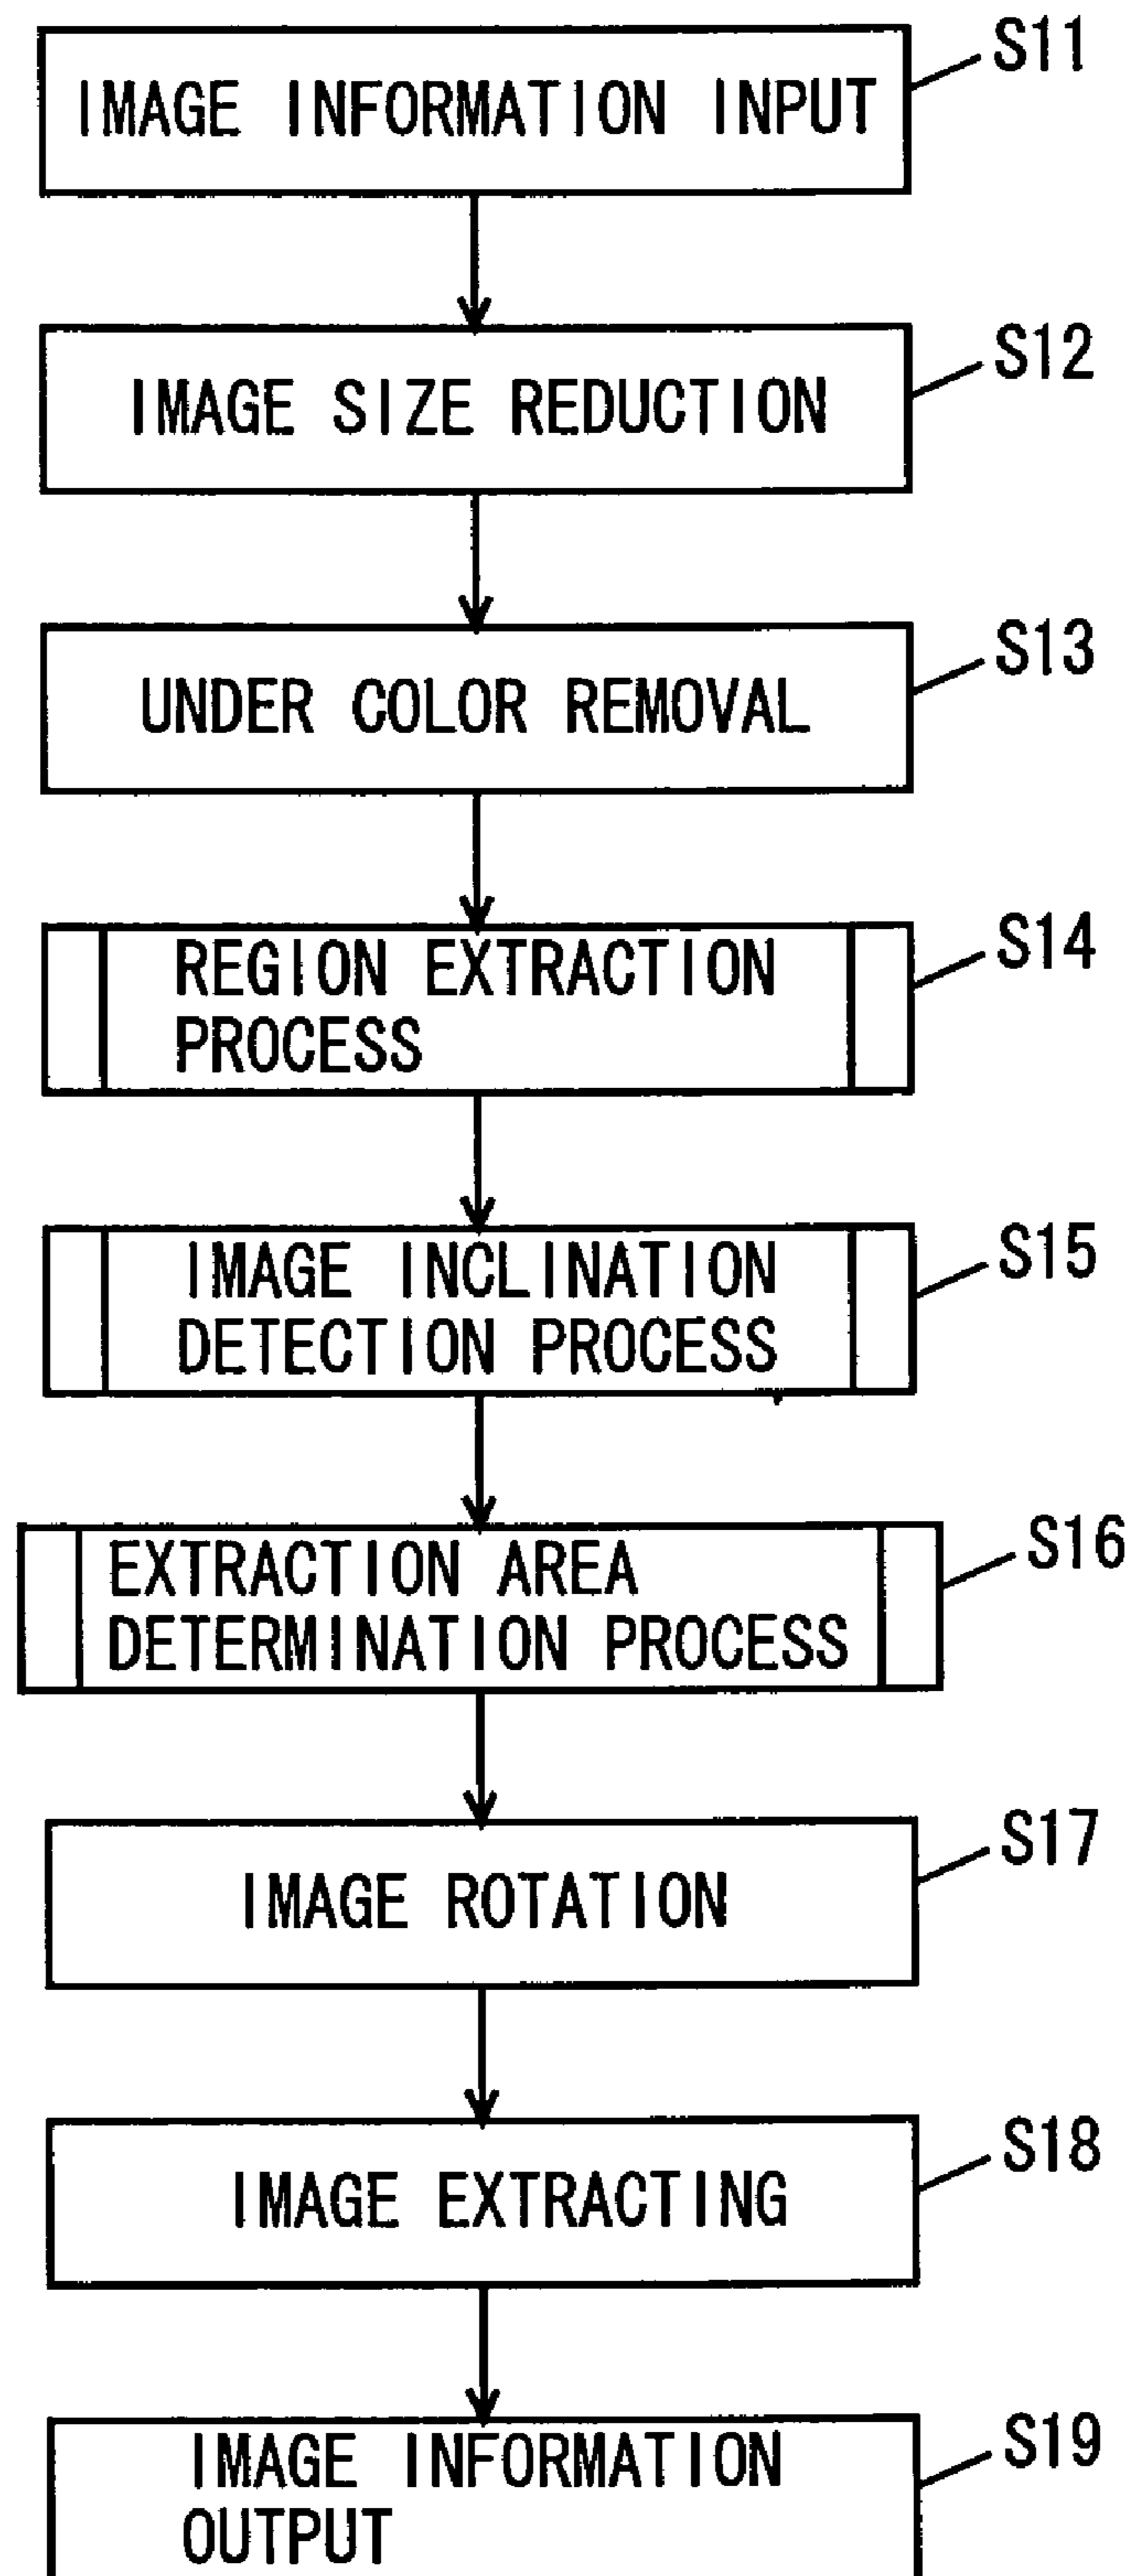 S11
IMAGE INFORMATION INPUT
S12
IMAGE SIZE REDUCTION
S13
UNDER COLOR REMOVAL
S14
REGION EXTRACTION
PROCESS
S15
IMAGE INCLINATION
DETECTION PROCESS
S16
EXTRACTION AREA
DETERMINATION PROCESS
S17
IMAGE ROTATION
S18
IMAGE EXTRACTING
S19
IMAGE INFORMATION
OUTPUT